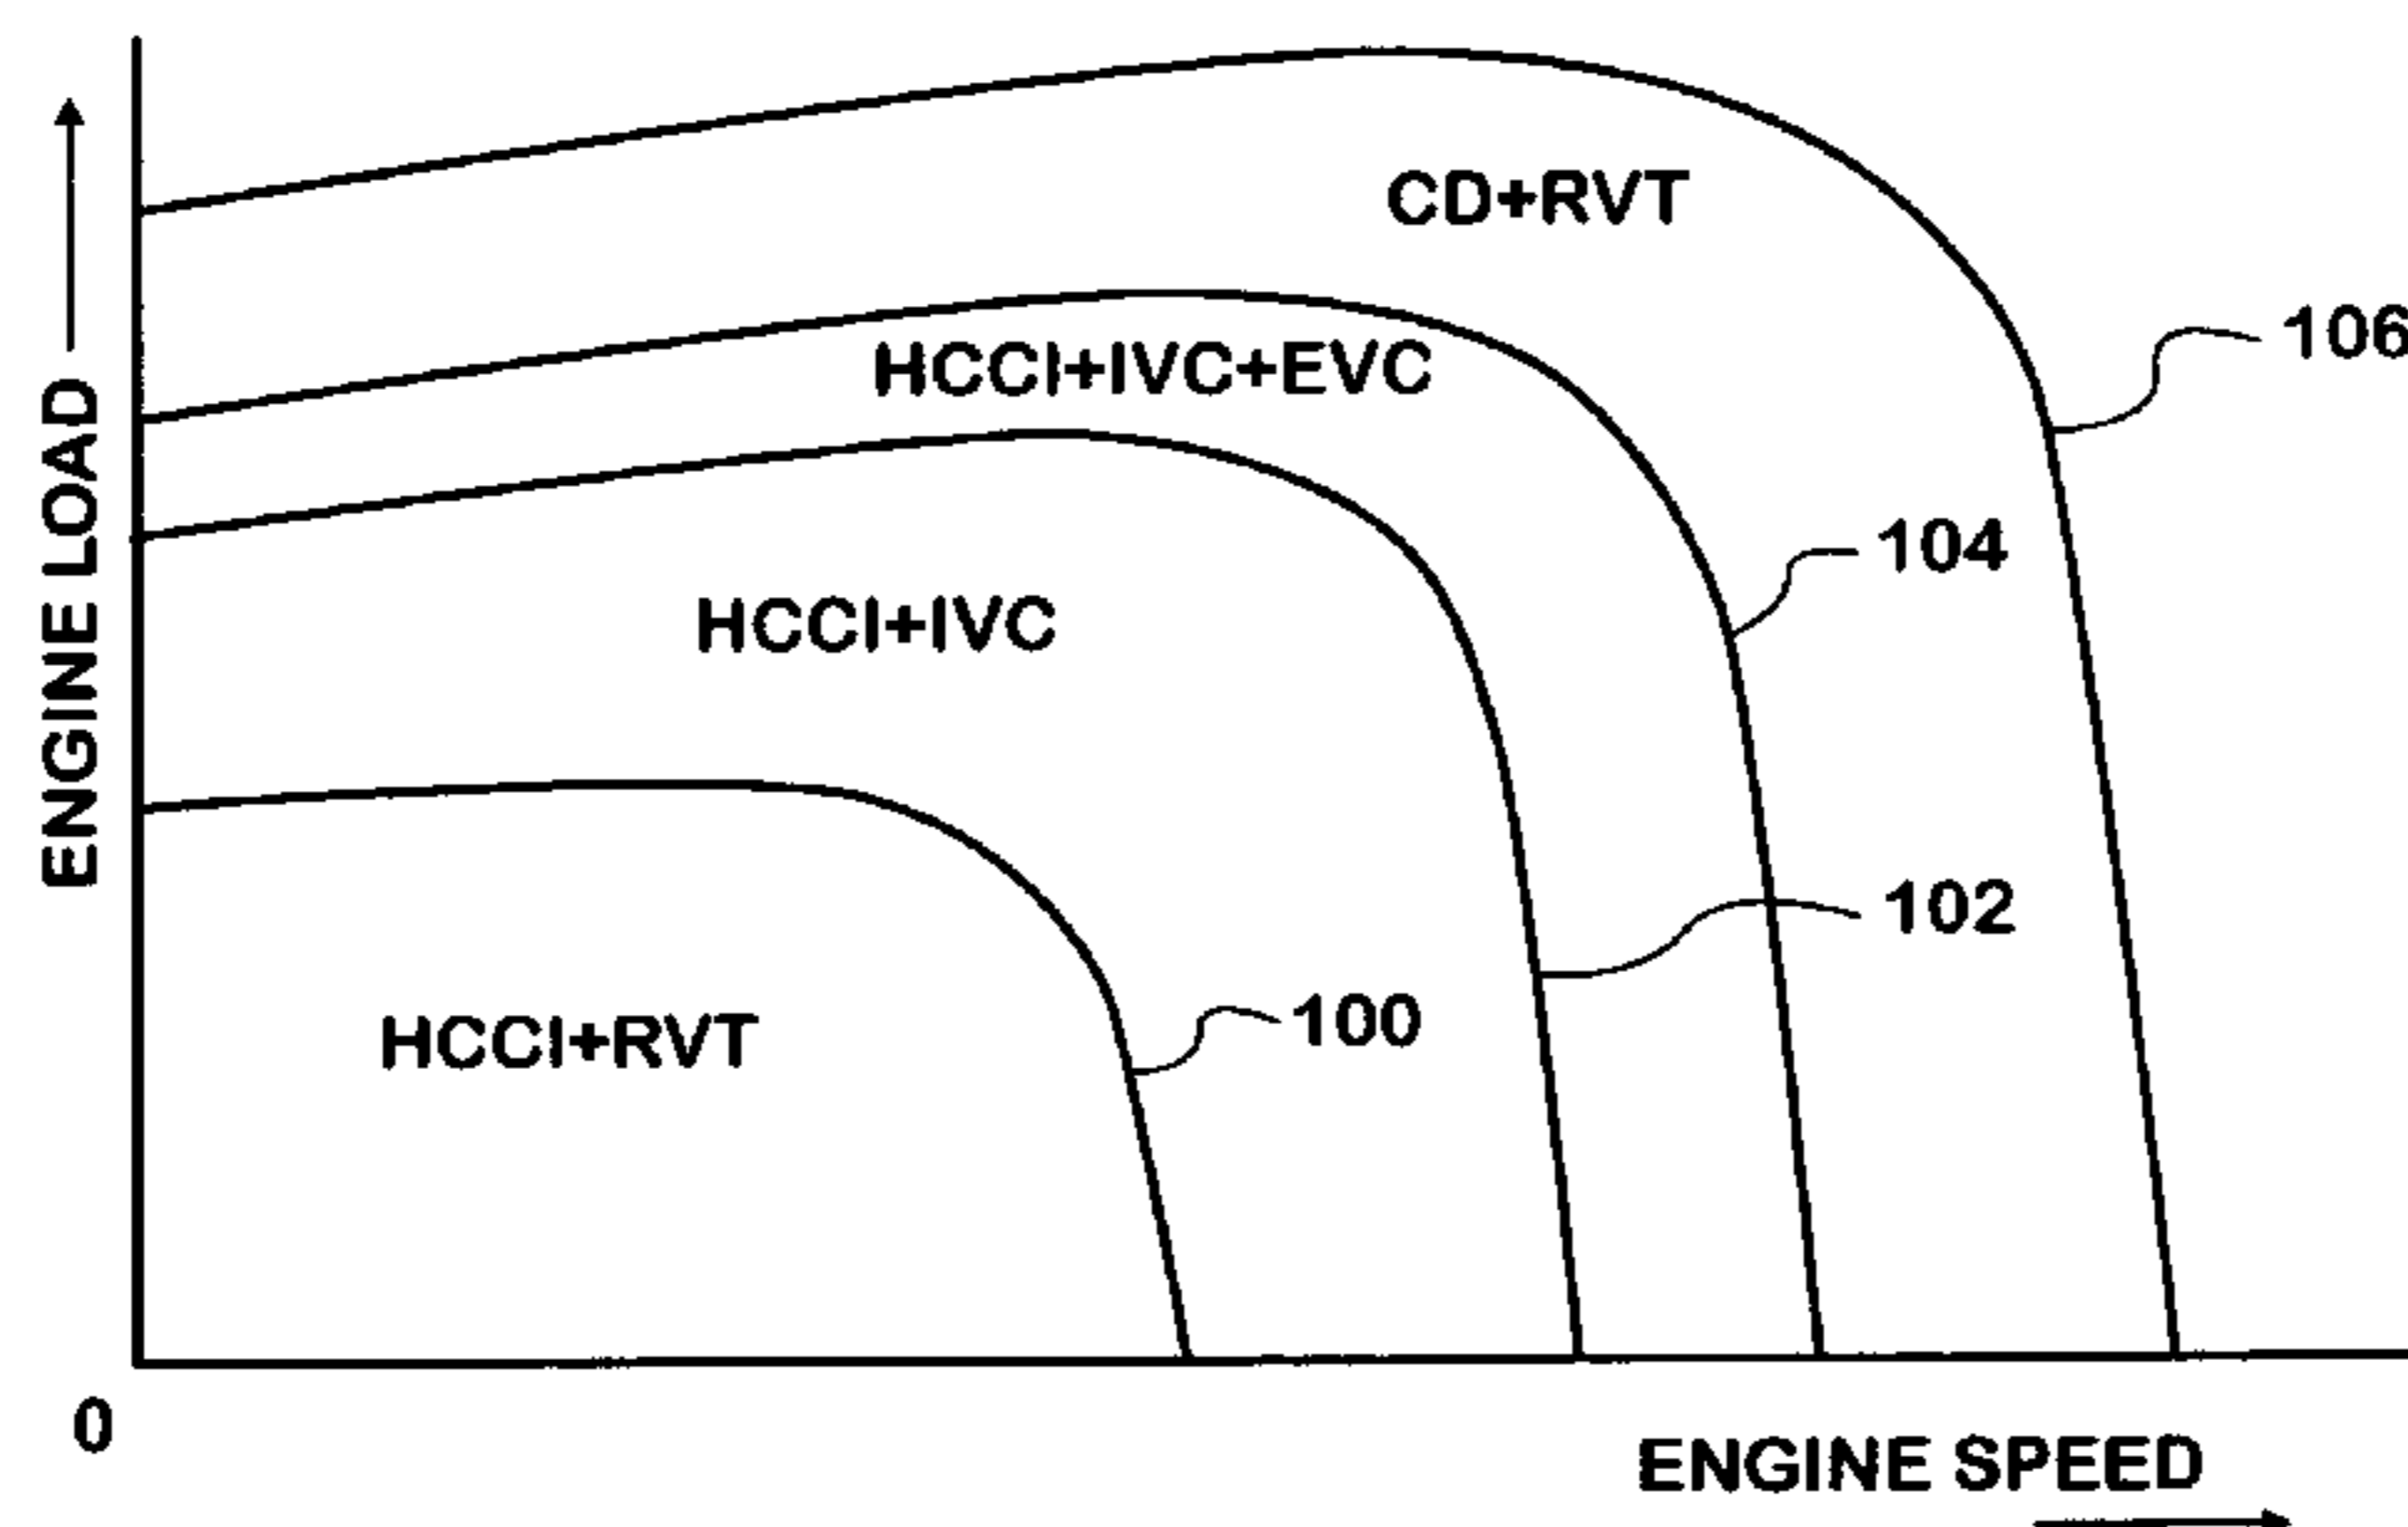 CD+RVT
106
HCCI+IVC+EVC
104
HCCI+IVC
102
HCCI+RVT
100
ENGINE LOAD
0
ENGINE SPEED